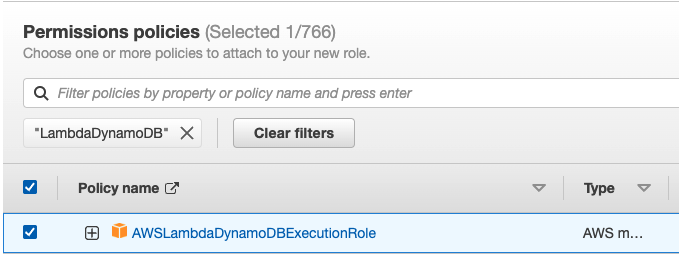 Permissions policies (Selected 1/766)
Choose one or more policies to attach to your new role.
Filter policies by property or policy name and press enter
"LambdaDynamoDB" Clear filters
Policy name Type
AWSLambdaDynamoDBExecutionRole AWS m...